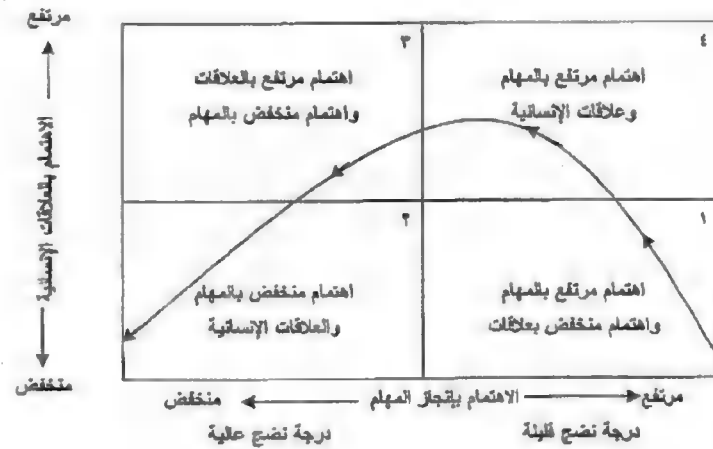 مرتفع
الاهتمام بالعلاقات الإنسانية
منخفض
٤
اهتمام مرتفع بالمهام
وعلاقات الإنسانية
٣
اهتمام مرتفع بالعلاقات
واهتمام منخفض بالمهام
١
اهتمام مرتفع بالمهام
واهتمام منخفض بعلاقات
٢
اهتمام منخفض بالمهام
والعلاقات الإنسانية
مرتفع الاهتمام بإنجاز المهام منخفض
درجة نضج قليلة درجة نضج عالية